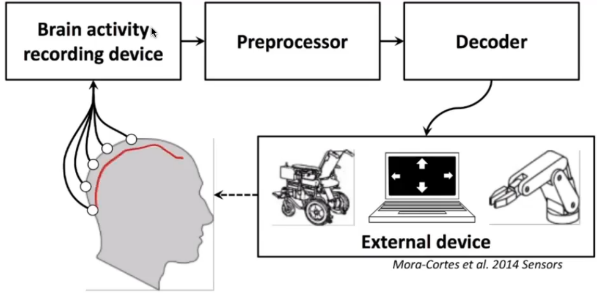 Brain activity
recording device
Preprocessor
Decoder
External device
Mora-Cortes et al. 2014 Sensors